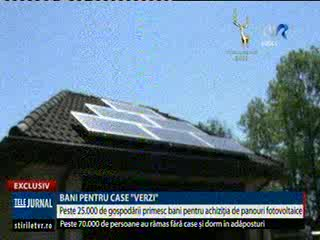 EXCLUSIV
BANI PENTRU CASE "VERZI"
TELE JURNAL
Peste 25.000 de gospodării primesc bani pentru achiziția de panouri fotovoltaice
stiriletvr.ro
Peste 70.000 de persoane au rămas fără case și dorm în adăposturi